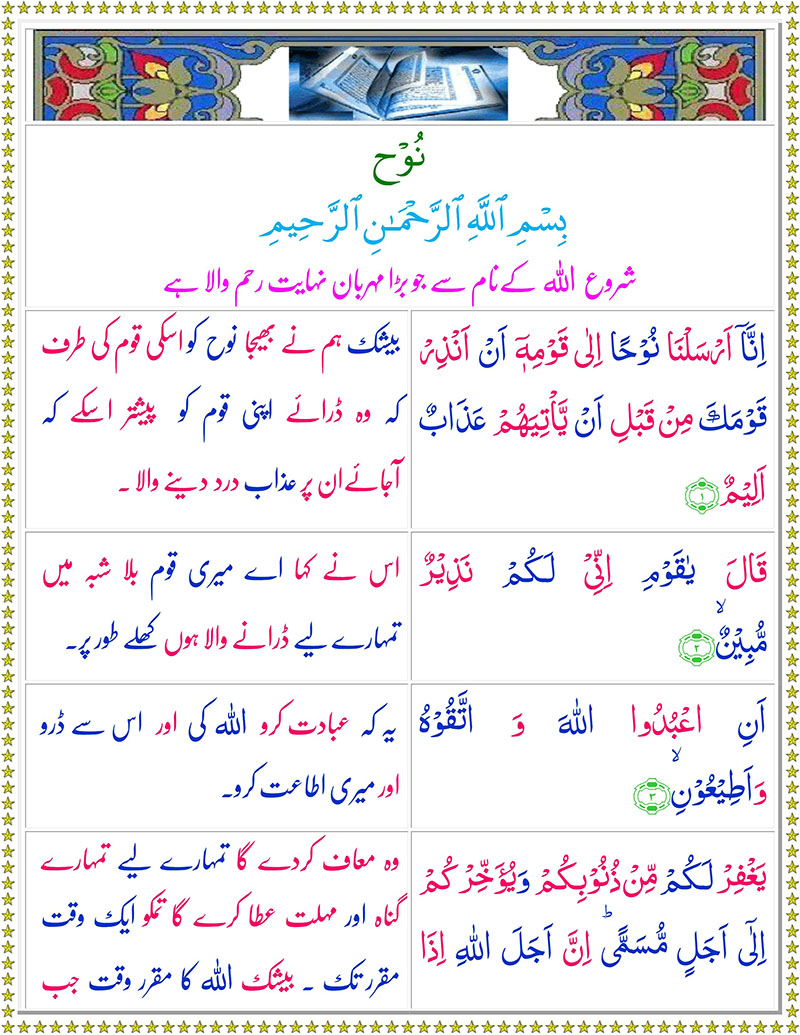 نُوْح
بِسْمِ ٱللَّهِ ٱلرَّحْمَـٰنِ ٱلرَّحِيمِ
شروع اللہ کے نام سے جو بڑا مہربان نہایت رحم والا ہے
اِنَّاۤ اَرْسَلْنَا نُوْحًا اِلٰى قَوْمِهٖۤ اَنْ اَنْذِرْ
قَوْمَكَ مِنْ قَبْلِ اَنْ يَّاْتِيَهُمْ عَذَابٌ
اَلِيْمٌ ۝١
بیشک ہم نے بھیجا نوح کو اسکی قوم کی طرف
کہ وہ ڈرائے اپنی قوم کو پیشتر اسکے کہ
آجائے ان پر عذاب درد دینے والا ۔
قَالَ يٰقَوْمِ اِنِّىْ لَـكُمْ نَذِيْرٌ
مُّبِيْنٌۙ ۝٢
اس نے کہا اے میری قوم بلا شبہ میں
تمہارے لیے ڈرانے والا ہوں کھلے طور پر۔
اَنِ اعْبُدُوا اللّٰهَ وَ اتَّقُوْهُ
وَاَطِيْعُوْنِۙ ۝٣
یہ کہ عبادت کرو اللہ کی اور اس سے ڈرو
اور میری اطاعت کرو۔
يَغْفِرْ لَـكُمْ مِّنْ ذُنُوْبِكُمْ وَيُؤَخِّرْكُمْ
اِلٰٓى اَجَلٍ مُّسَمًّىؕ اِنَّ اَجَلَ اللّٰهِ اِذَا
وہ معاف کردے گا تمہارے لیے تمہارے
گناہ اور مہلت عطا کرے گا تمکو ایک وقت
مقرر تک ۔ بیشک اللہ کا مقرر وقت جب